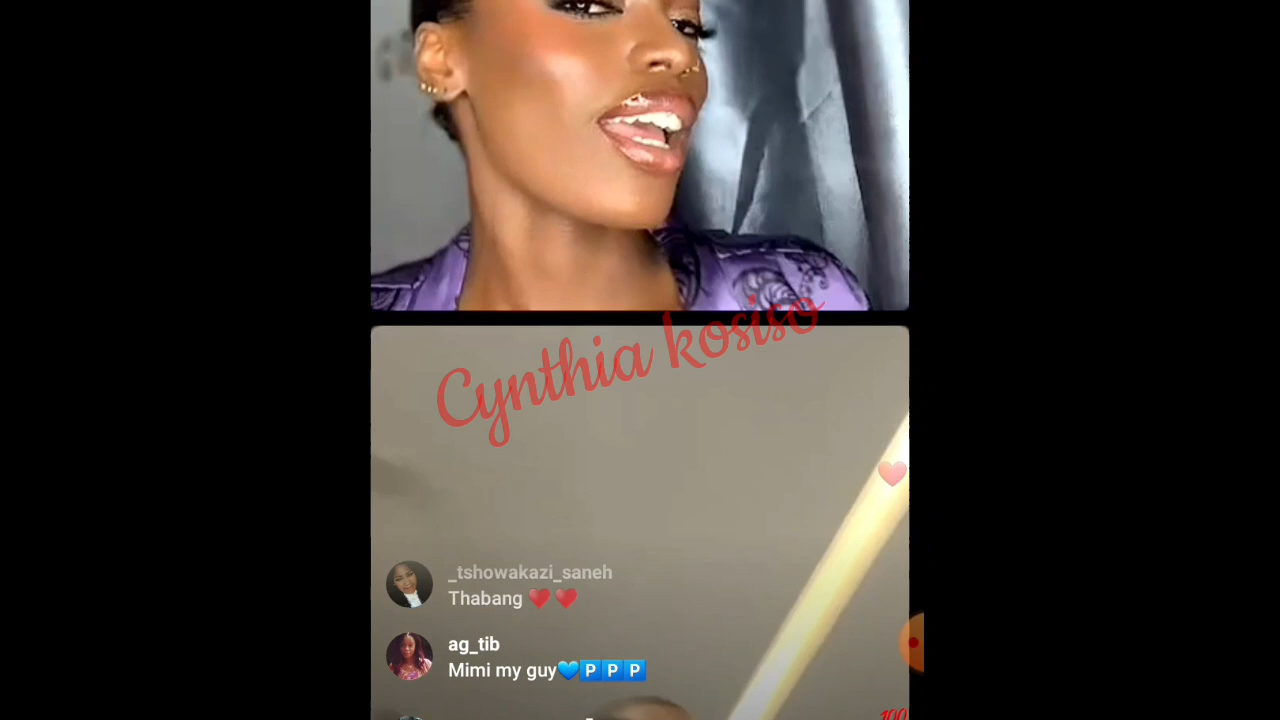 Cynthia kosiso
_tshowakazi_saneh
Thabang ❤️ ❤️
ag_tib
Mimi my guy💙🅿️🅿️🅿️
💯